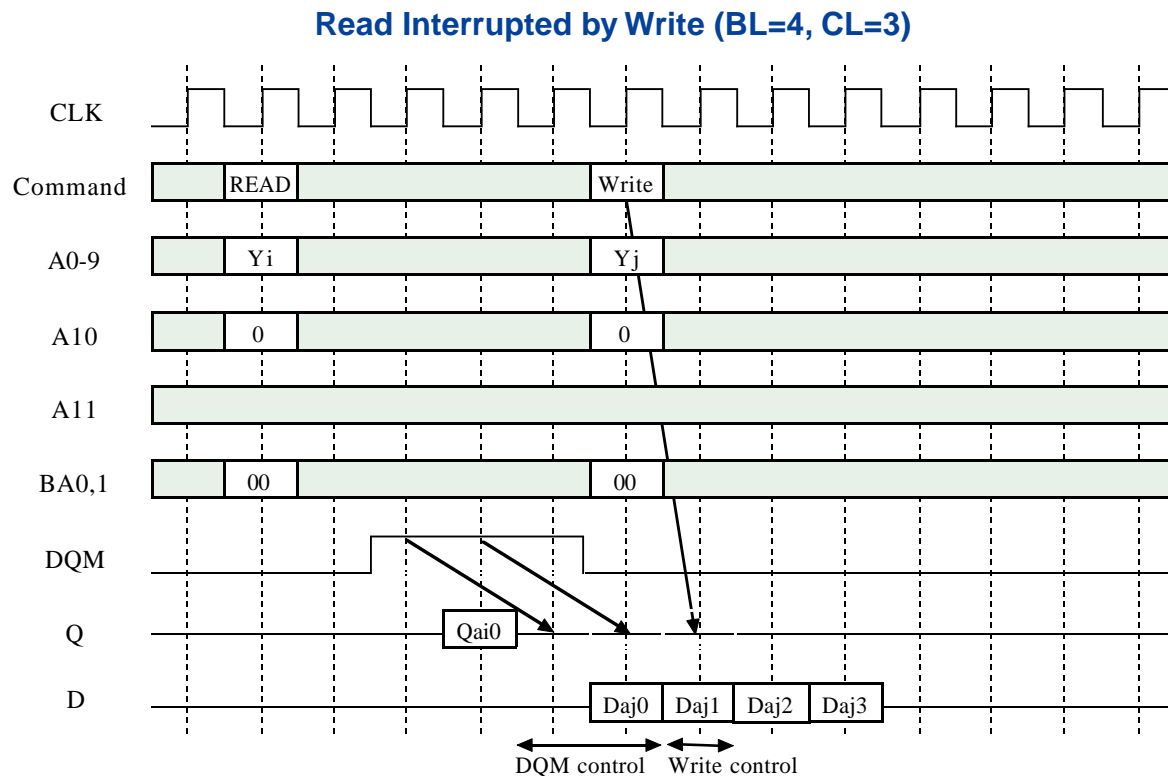 Read Interrupted by Write (BL=4, CL=3)
CLK
Command READ Write
A0-9 Yi Yj
A10 0 0
A11
BA0,1 00 00
DQM
Q Qai0
D Daj0 Daj1 Daj2 Daj3
DQM control Write control